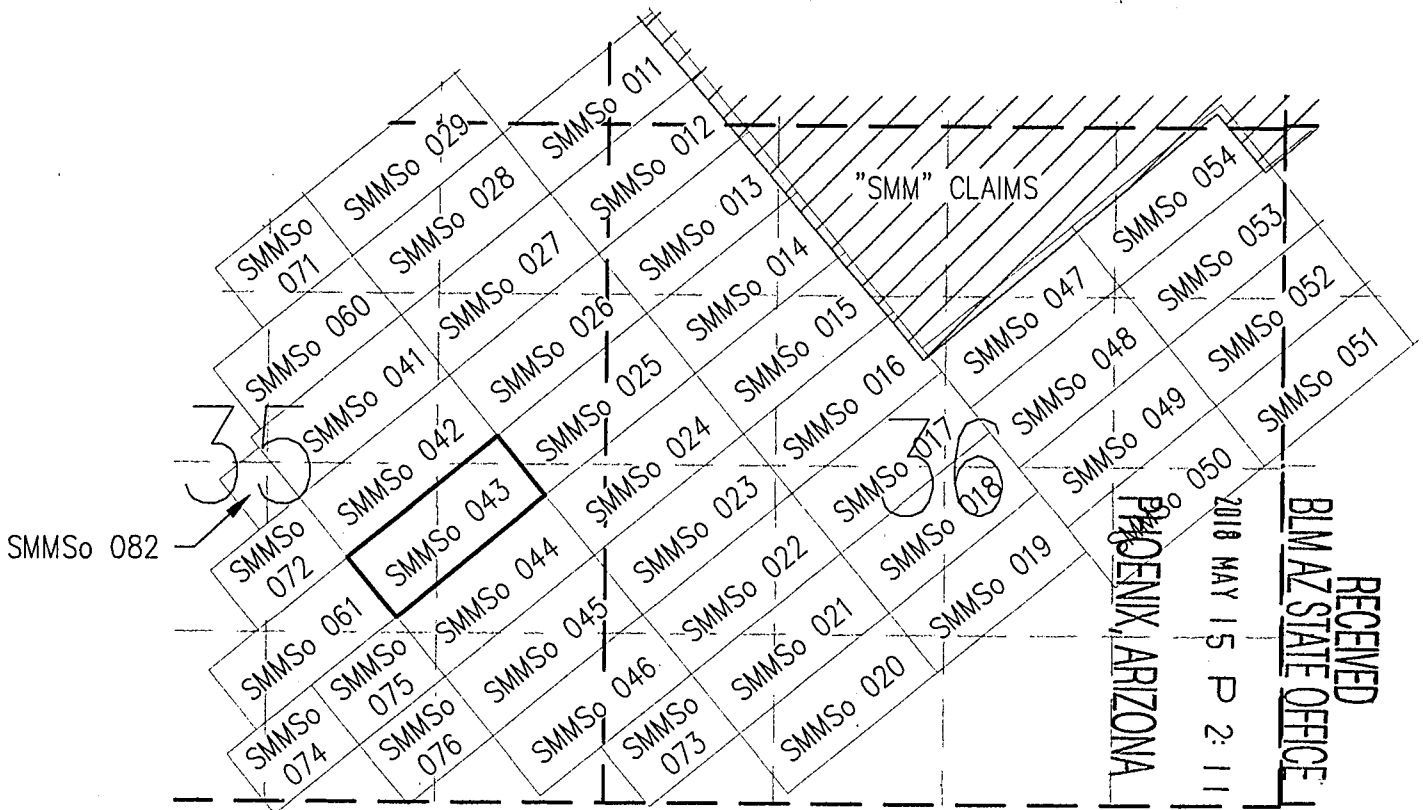 SMMSo 011
SMMSo 029
SMMSo 012
SMMSo 028
"SMM" CLAIMS
SMMSo 054
SMMSo 013
SMMSo
071
SMMSo 027
SMMSo 053
SMMSo 014
SMMSo 047
SMMSo 060
SMMSo 026
SMMSo 052
SMMSo 015
SMMSo 048
SMMSo 041
SMMSo 025
SMMSo 051
SMMSo 016
35
SMMSo 042
SMMSo 024
36
SMMSo 017
SMMSo 049
SMMSo 043
SMMSo 023
SMMSo 018
SMMSo 050
SMMSo 082
SMMSo
072
SMMSo 044
SMMSo 022
SMMSo 019
SMMSo 061
SMMSo 045
SMMSo 021
SMMSo
075
SMMSo 046
SMMSo 020
SMMSo
074
SMMSo
076
SMMSo
073
RECEIVED
BLM AZ STATE OFFICE
2018 MAY 15 P 2:11
PHOENIX, ARIZONA